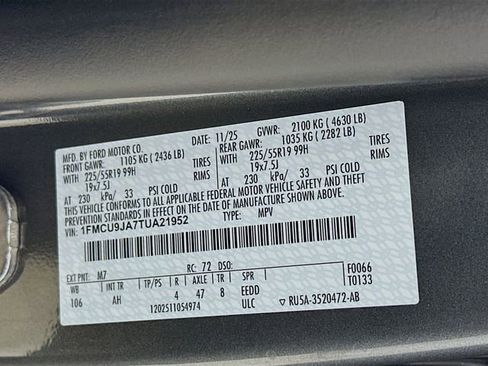 MFD. BY FORD MOTOR CO. 11/25 GVWR: 2100 KG ( 4630 LB)
FRONT GAWR: 1105 KG ( 2436 LB) REAR GAWR: 1035 KG ( 2282 LB)
WITH 225/55R19 99H TIRES WITH 225/55R19 99H TIRES
19x7.5J RIMS 19x7.5J RIMS
AT 230 kPa/ 33 PSI COLD AT 230 kPa/ 33 PSI COLD
THIS VEHICLE CONFORMS TO ALL APPLICABLE FEDERAL MOTOR VEHICLE SAFETY, BUMPER AND THEFT
PREVENTION STANDARDS IN EFFECT ON THE DATE OF MANUFACTURE SHOWN ABOVE.
VIN: 1FMCU9JA7TUA21952 TYPE: MPV
EXT PNT: M7 RC: 72 DSO:
WB INT TR TP/PS R AXLE TR SPR F0066
106 AH 4 47 8 EEDD T0133
1202511054974 ULC RU5A-3520472-AB